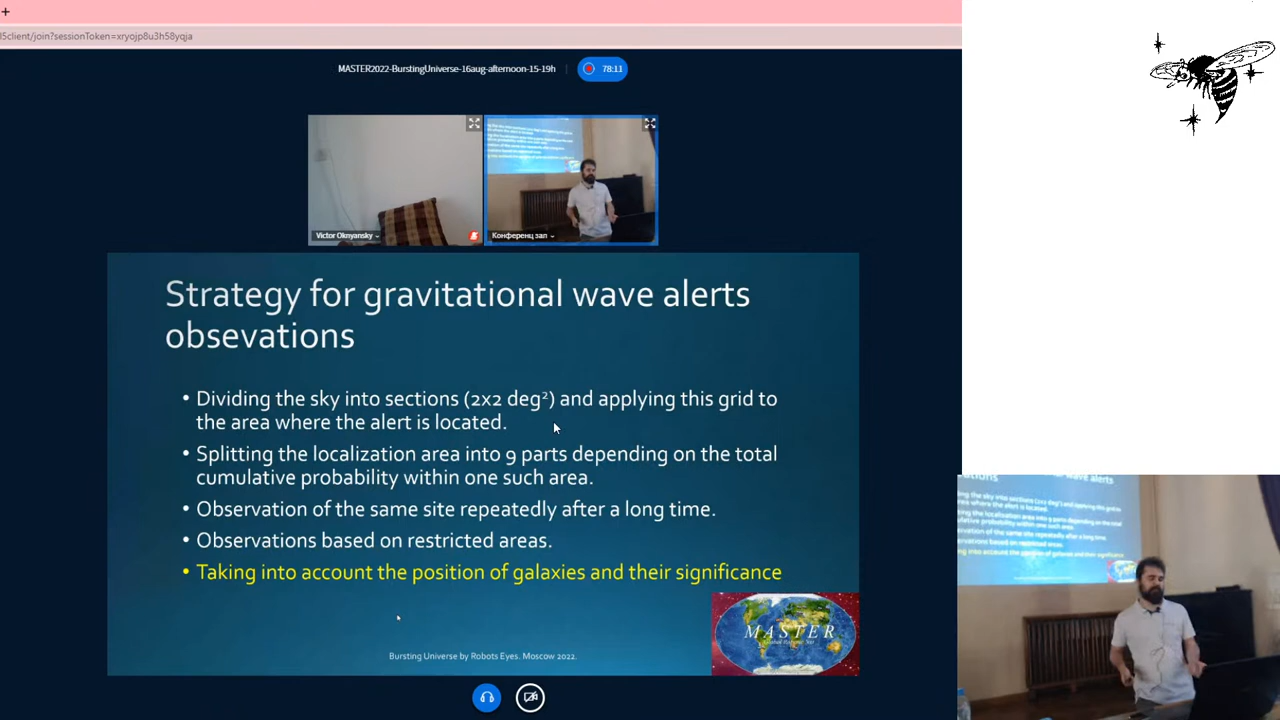 +
l5client/join?sessionToken=xryojp8u3h58yqja
MASTER2022-BurstingUniverse-16aug-afternoon-15-19h
78:11
Victor Oknyansky
Конференц зал
Strategy for gravitational wave alerts
obsevations
• Dividing the sky into sections (2x2 deg²) and applying this grid to
the area where the alert is located.
• Splitting the localization area into 9 parts depending on the total
cumulative probability within one such area.
• Observation of the same site repeatedly after a long time.
• Observations based on restricted areas.
• Taking into account the position of galaxies and their significance
MASTER
Bursting Universe by Robots Eyes. Moscow 2022.